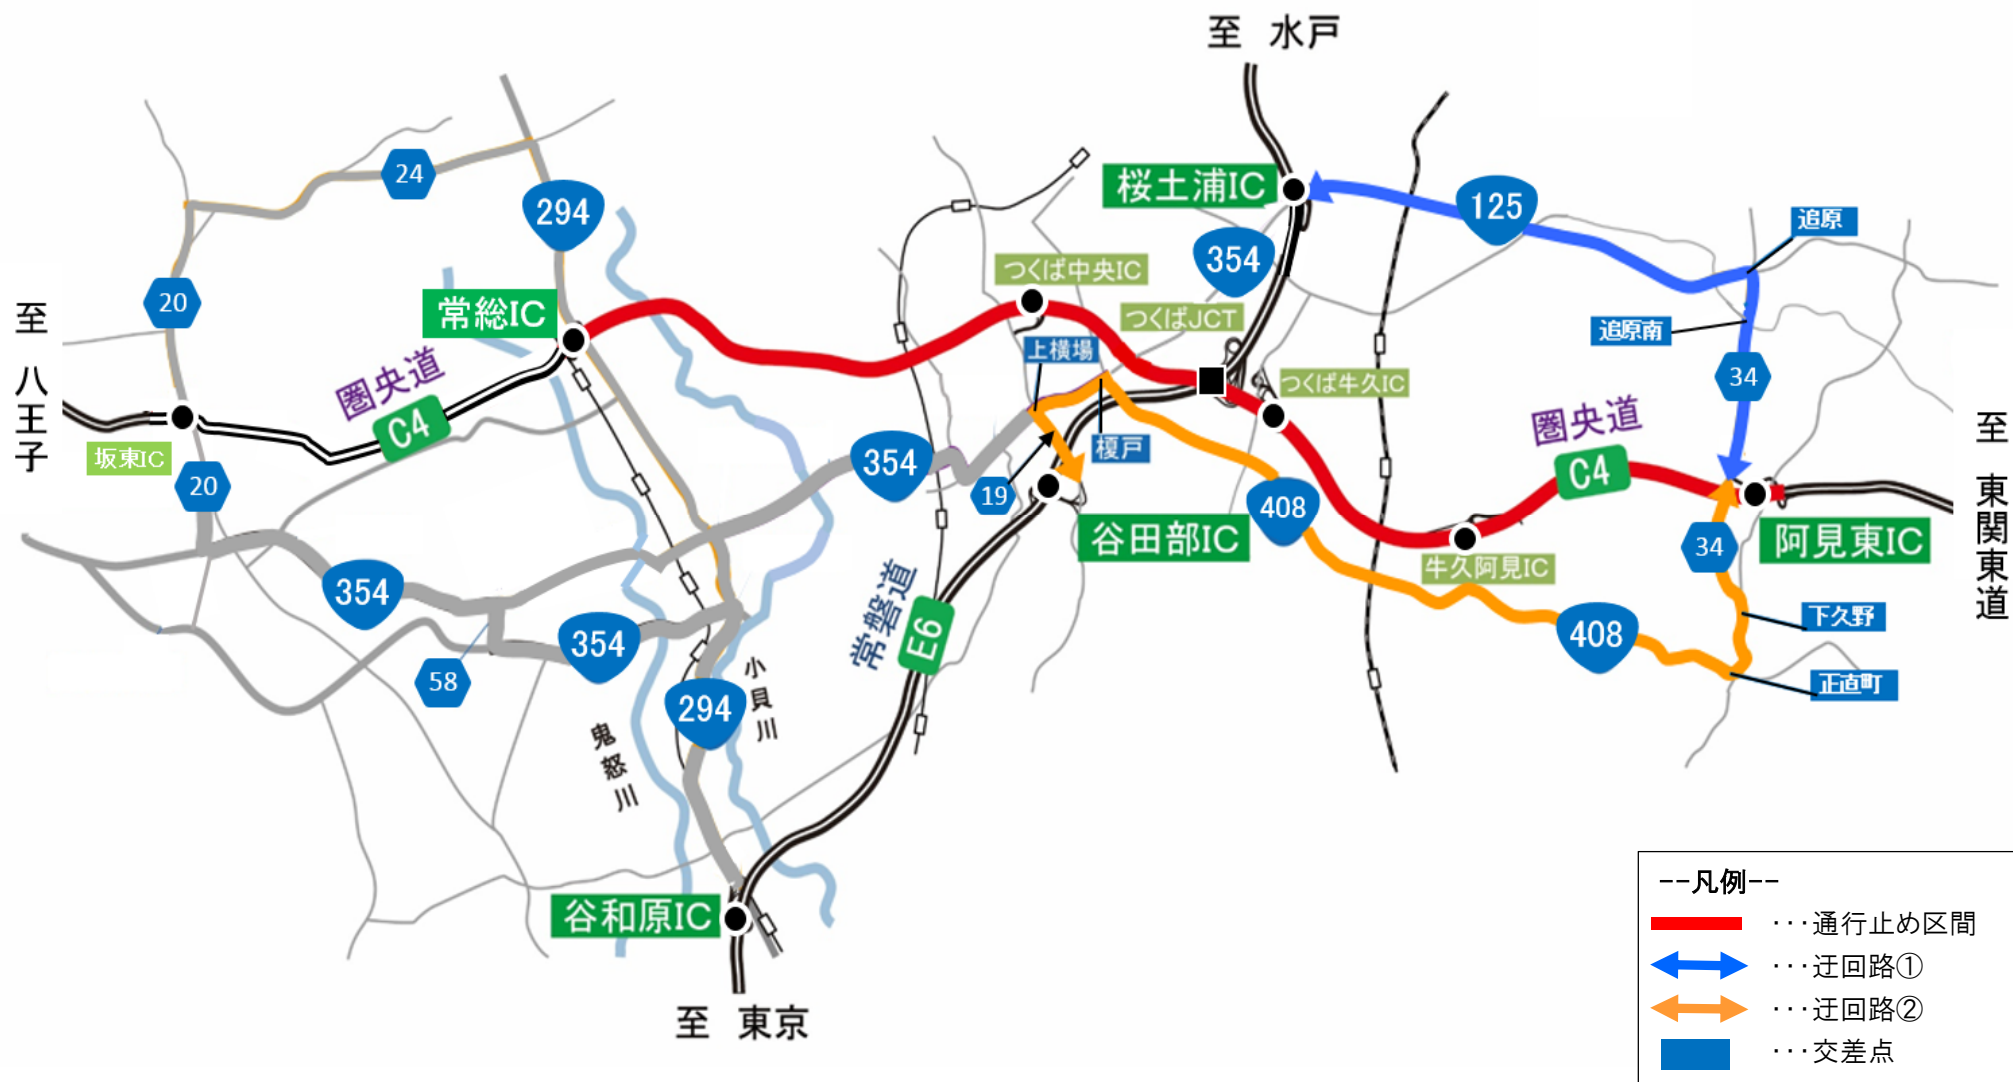 至 水戸
24
294
桜土浦IC
125
追原
354
つくば中央IC
20
常総IC
つくばJCT
追原南
至 八王子
上横場
34
圏央道
C4
つくば牛久IC
圏央道
C4
至 東関東道
坂東IC
榎戸
354
20
19
408
谷田部IC
阿見東IC
34
牛久阿見IC
354
常磐道
E6
下久野
354
408
58
小貝川
正直町
294
鬼怒川
谷和原IC
至 東京
--凡例--
･･･通行止め区間
･･･迂回路①
･･･迂回路②
･･･交差点